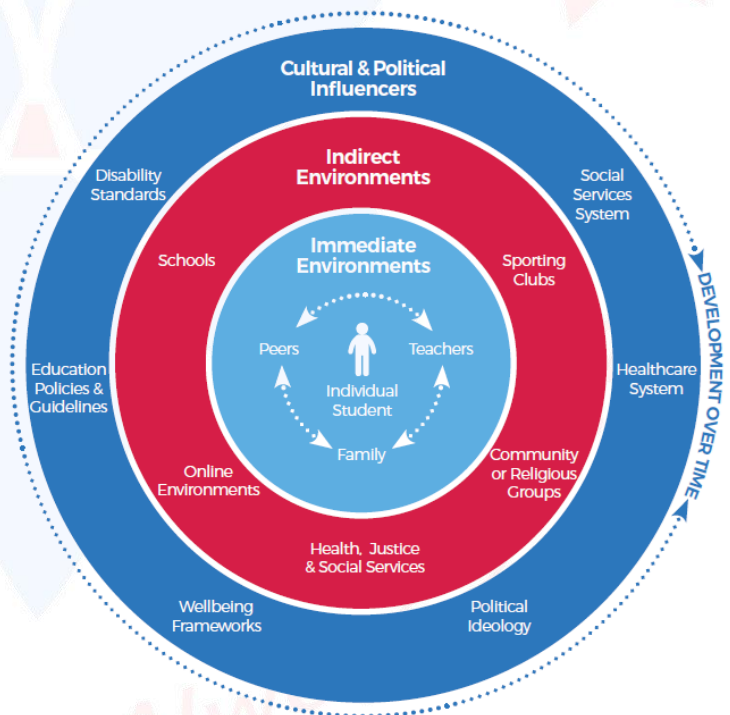 Cultural & Political
Influencers
Disability
Standards
Social
Services
System
Education
Policies &
Guidelines
Healthcare
System
Wellbeing
Frameworks
Political
Ideology
Indirect
Environments
Schools
Sporting
Clubs
Online
Environments
Community
or Religious
Groups
Health, Justice
& Social Services
Immediate
Environments
Peers
Teachers
Individual
Student
Family
DEVELOPMENT OVER TIME